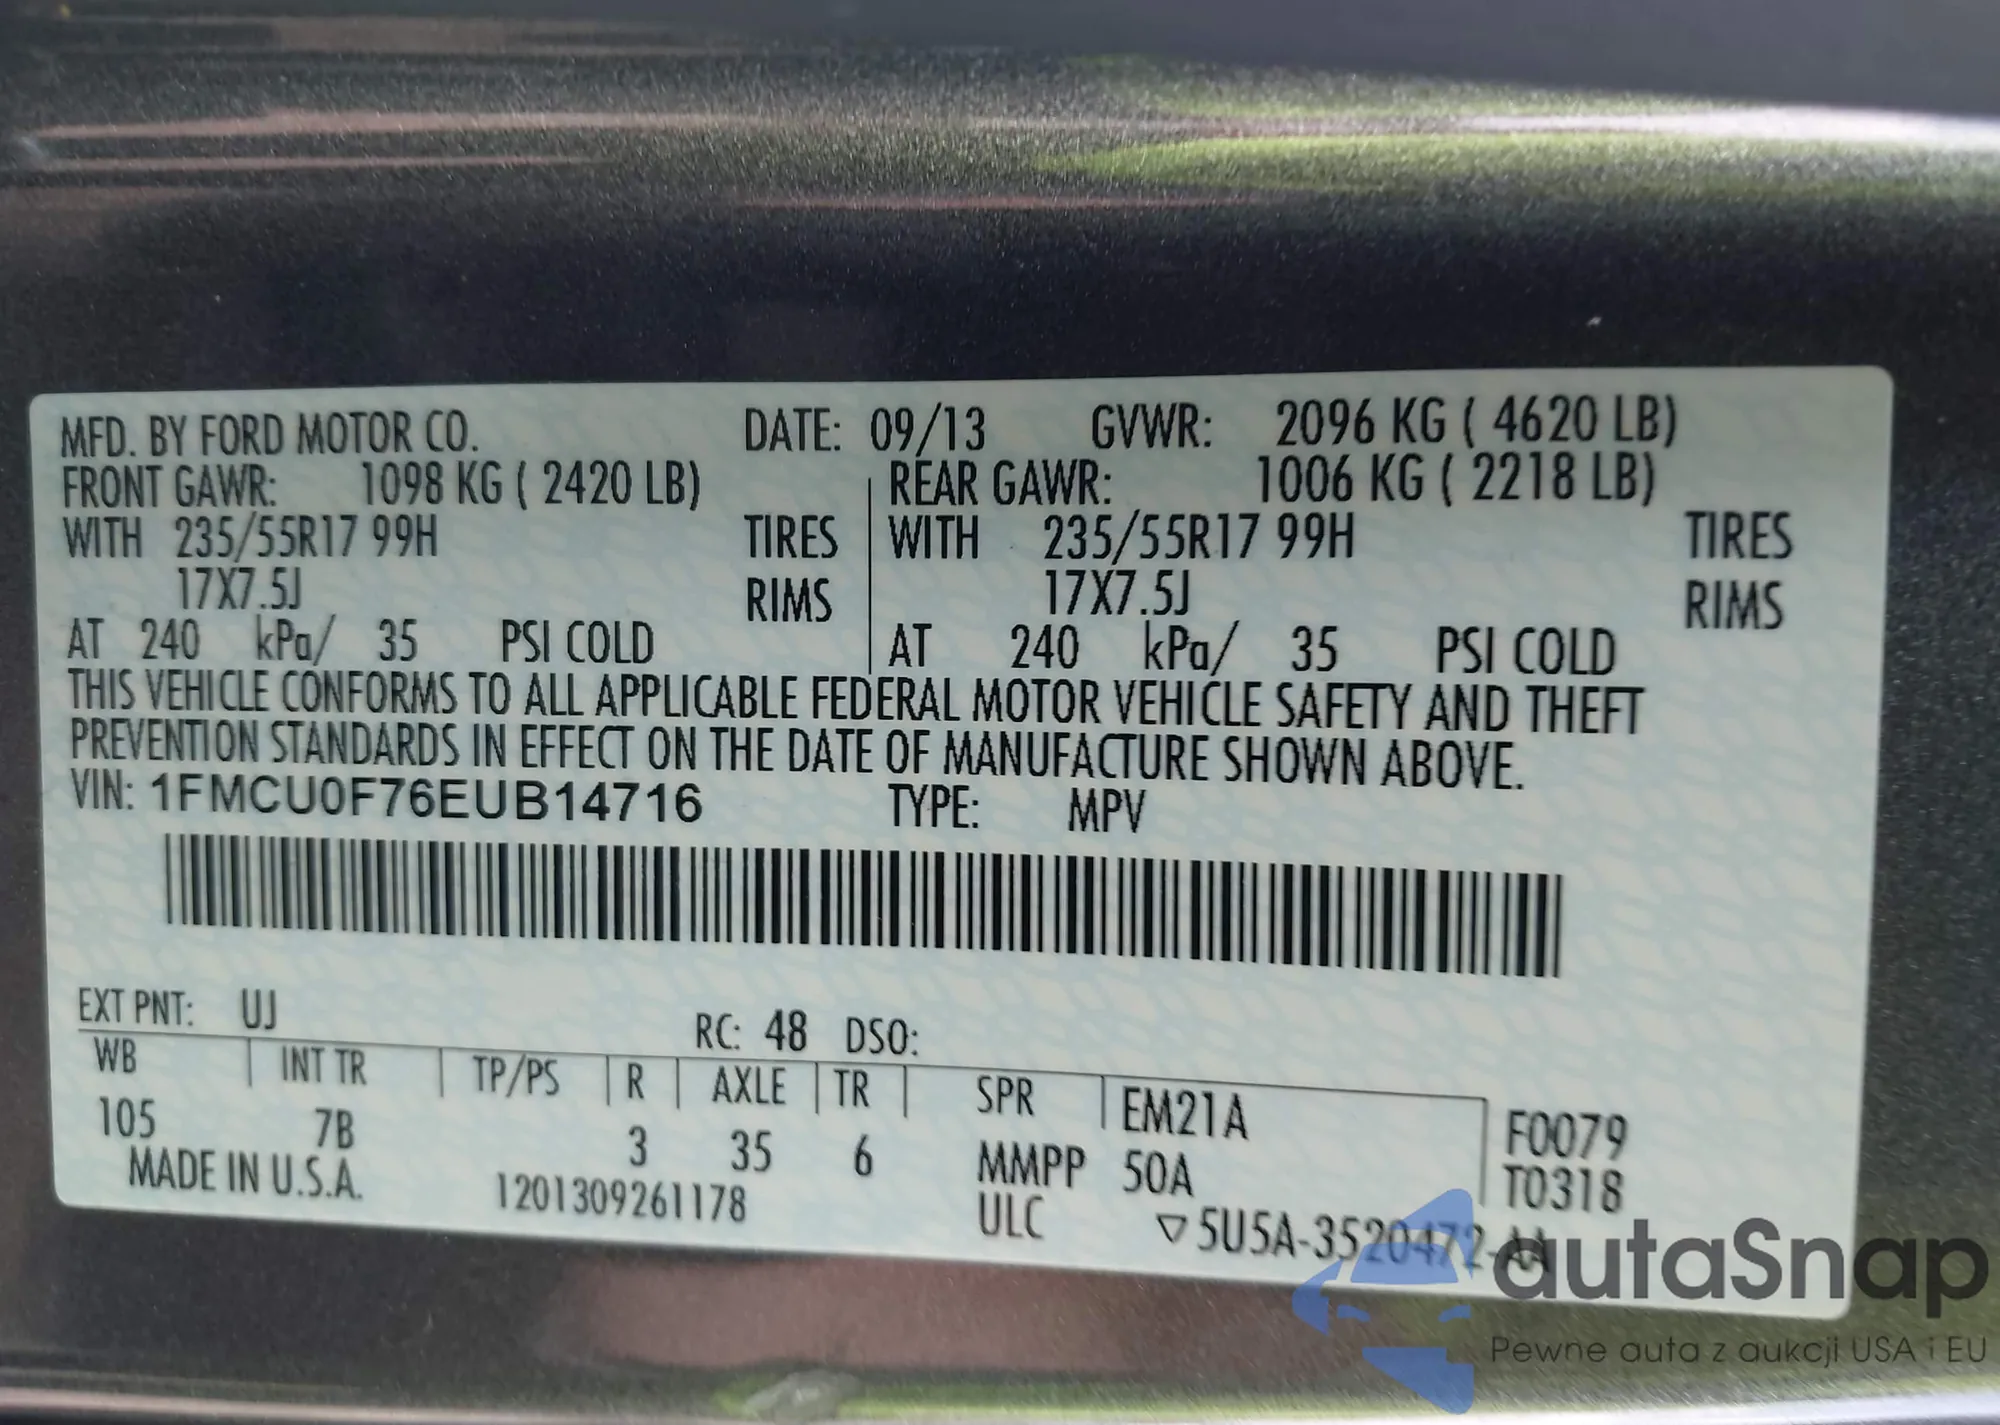 MFD. BY FORD MOTOR CO. DATE: 09/13 GVWR: 2096 KG ( 4620 LB)
FRONT GAWR: 1098 KG ( 2420 LB) REAR GAWR: 1006 KG ( 2218 LB)
WITH 235/55R17 99H TIRES WITH 235/55R17 99H TIRES
17X7.5J RIMS 17X7.5J RIMS
AT 240 kPa/ 35 PSI COLD AT 240 kPa/ 35 PSI COLD
THIS VEHICLE CONFORMS TO ALL APPLICABLE FEDERAL MOTOR VEHICLE SAFETY AND THEFT
PREVENTION STANDARDS IN EFFECT ON THE DATE OF MANUFACTURE SHOWN ABOVE.
VIN: 1FMCU0F76EUB14716 TYPE: MPV
EXT PNT: UJ RC: 48 DSO:
WB INT TR TP/PS R AXLE TR SPR EM21A F0079
105 7B 3 35 6 MMPP 50A T0318
MADE IN U.S.A. 1201309261178 ULC ▽5U5A-3520472-AA
autaSnap
Pewne auta z aukcji USA i EU